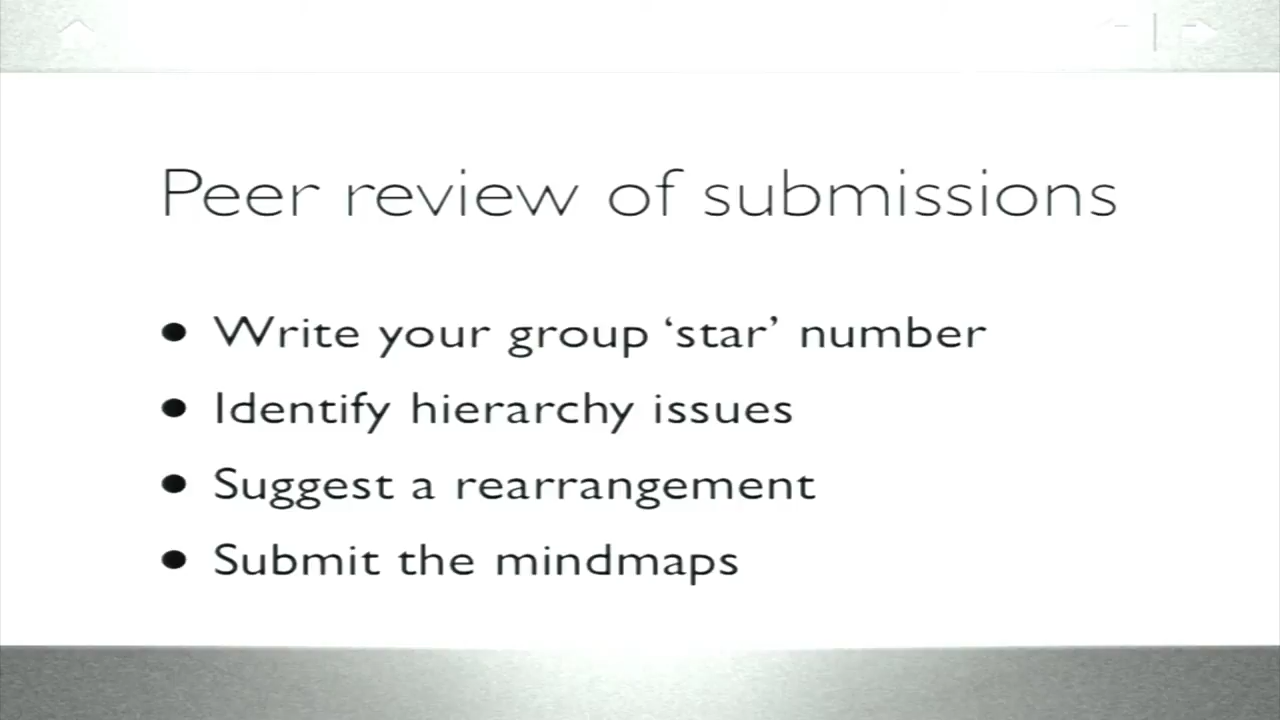 Peer review of submissions
• Write your group ‘star’ number
• Identify hierarchy issues
• Suggest a rearrangement
• Submit the mindmaps